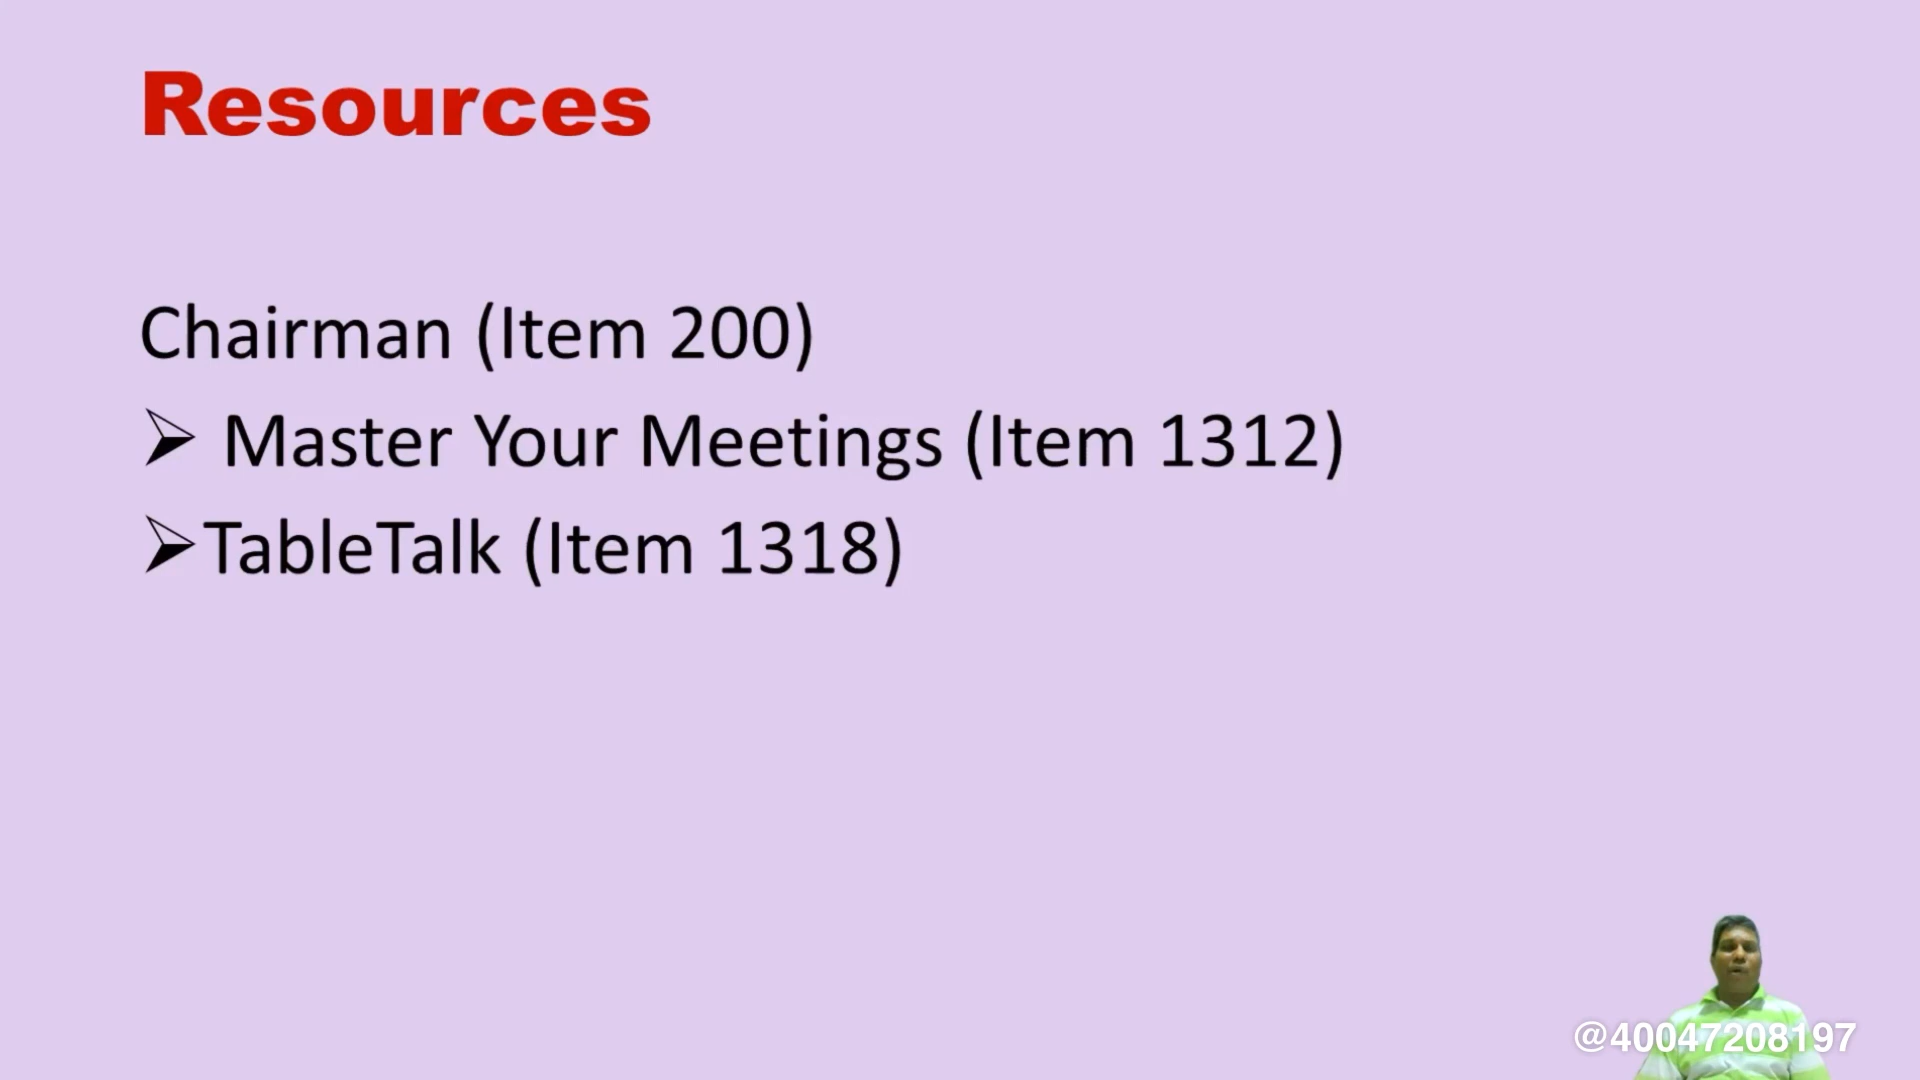 Resources
Chairman (Item 200)
➢ Master Your Meetings (Item 1312)
➢TableTalk (Item 1318)
@40047208197